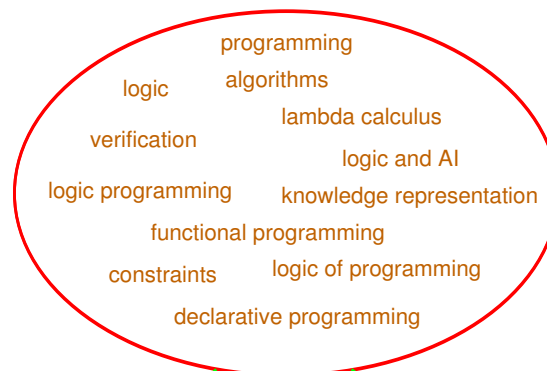 programming
algorithms
logic
lambda calculus
verification
logic and AI
logic programming
knowledge representation
functional programming
logic of programming
constraints
declarative programming